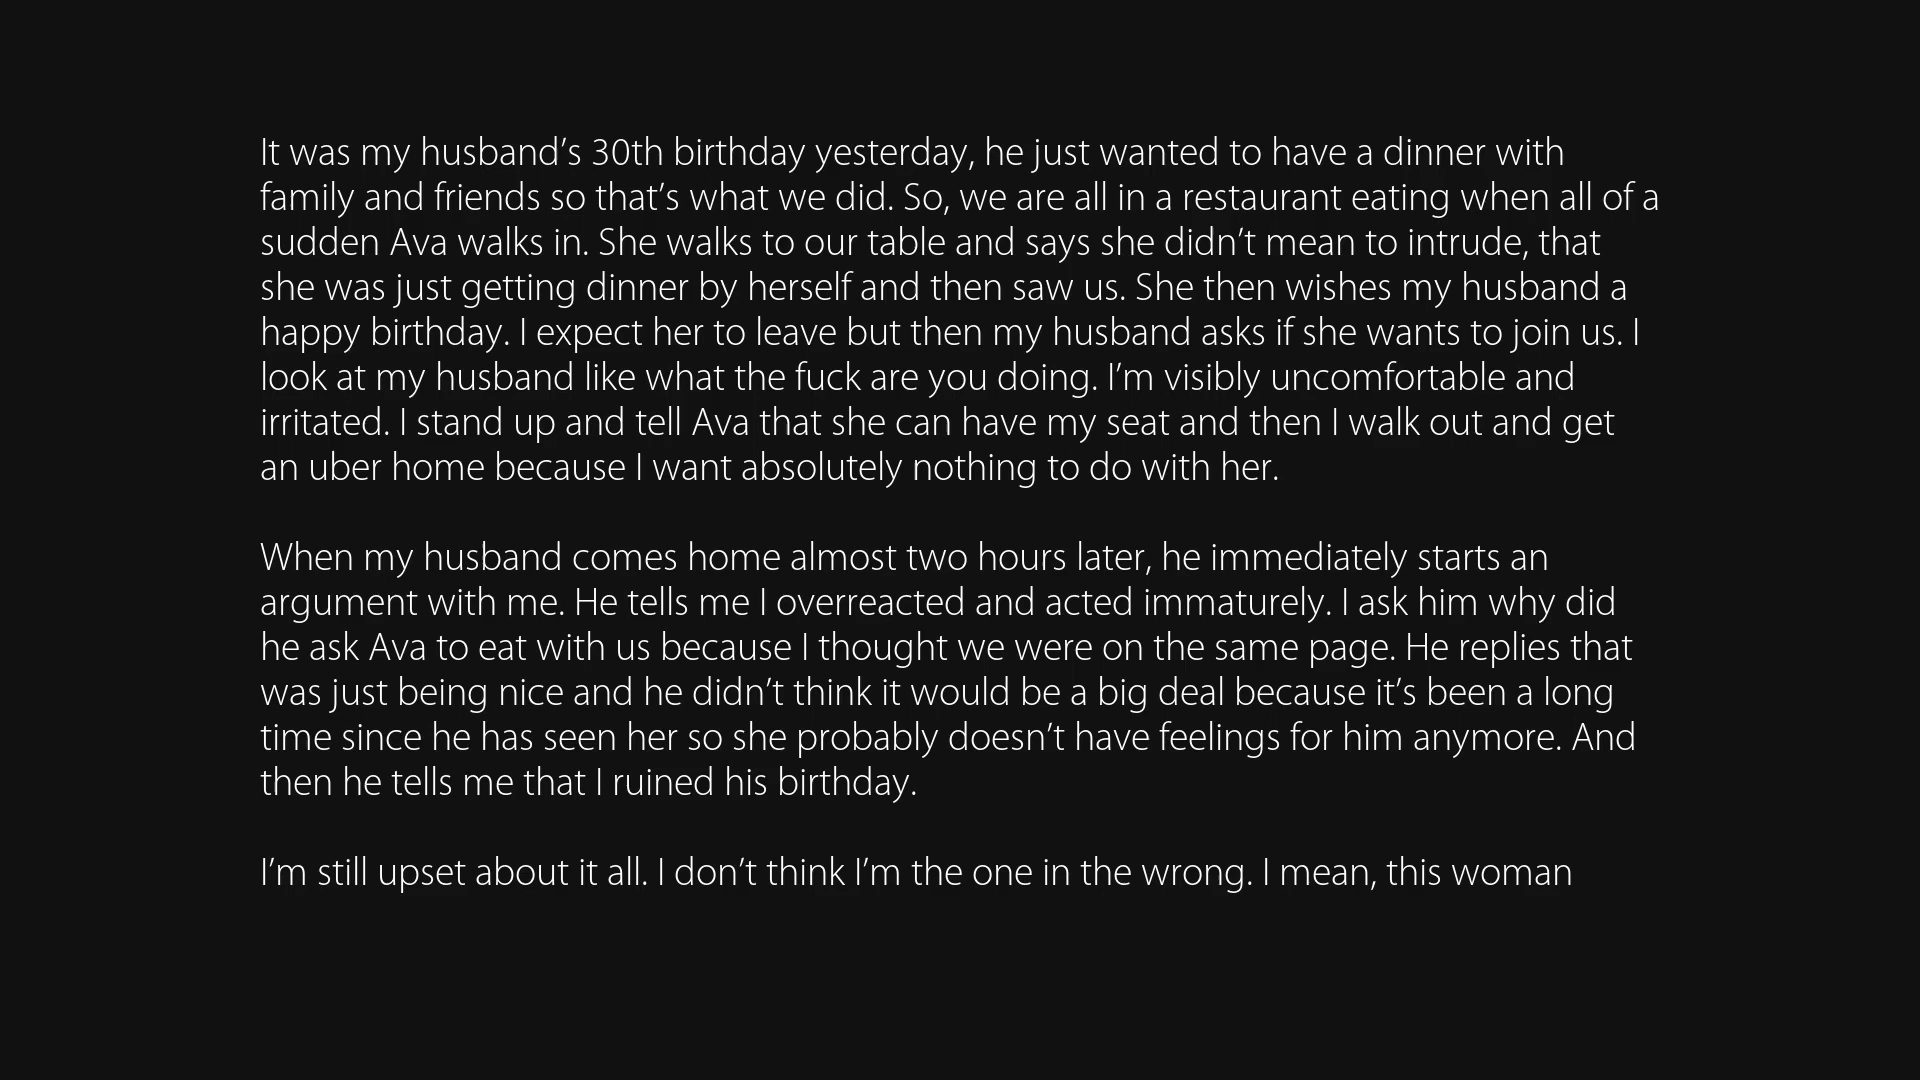 It was my husband’s 30th birthday yesterday, he just wanted to have a dinner with
family and friends so that’s what we did. So, we are all in a restaurant eating when all of a
sudden Ava walks in. She walks to our table and says she didn’t mean to intrude, that
she was just getting dinner by herself and then saw us. She then wishes my husband a
happy birthday. I expect her to leave but then my husband asks if she wants to join us. I
look at my husband like what the fuck are you doing. I’m visibly uncomfortable and
irritated. I stand up and tell Ava that she can have my seat and then I walk out and get
an uber home because I want absolutely nothing to do with her.
When my husband comes home almost two hours later, he immediately starts an
argument with me. He tells me I overreacted and acted immaturely. I ask him why did
he ask Ava to eat with us because I thought we were on the same page. He replies that
was just being nice and he didn’t think it would be a big deal because it’s been a long
time since he has seen her so she probably doesn’t have feelings for him anymore. And
then he tells me that I ruined his birthday.
I’m still upset about it all. I don’t think I’m the one in the wrong. I mean, this woman